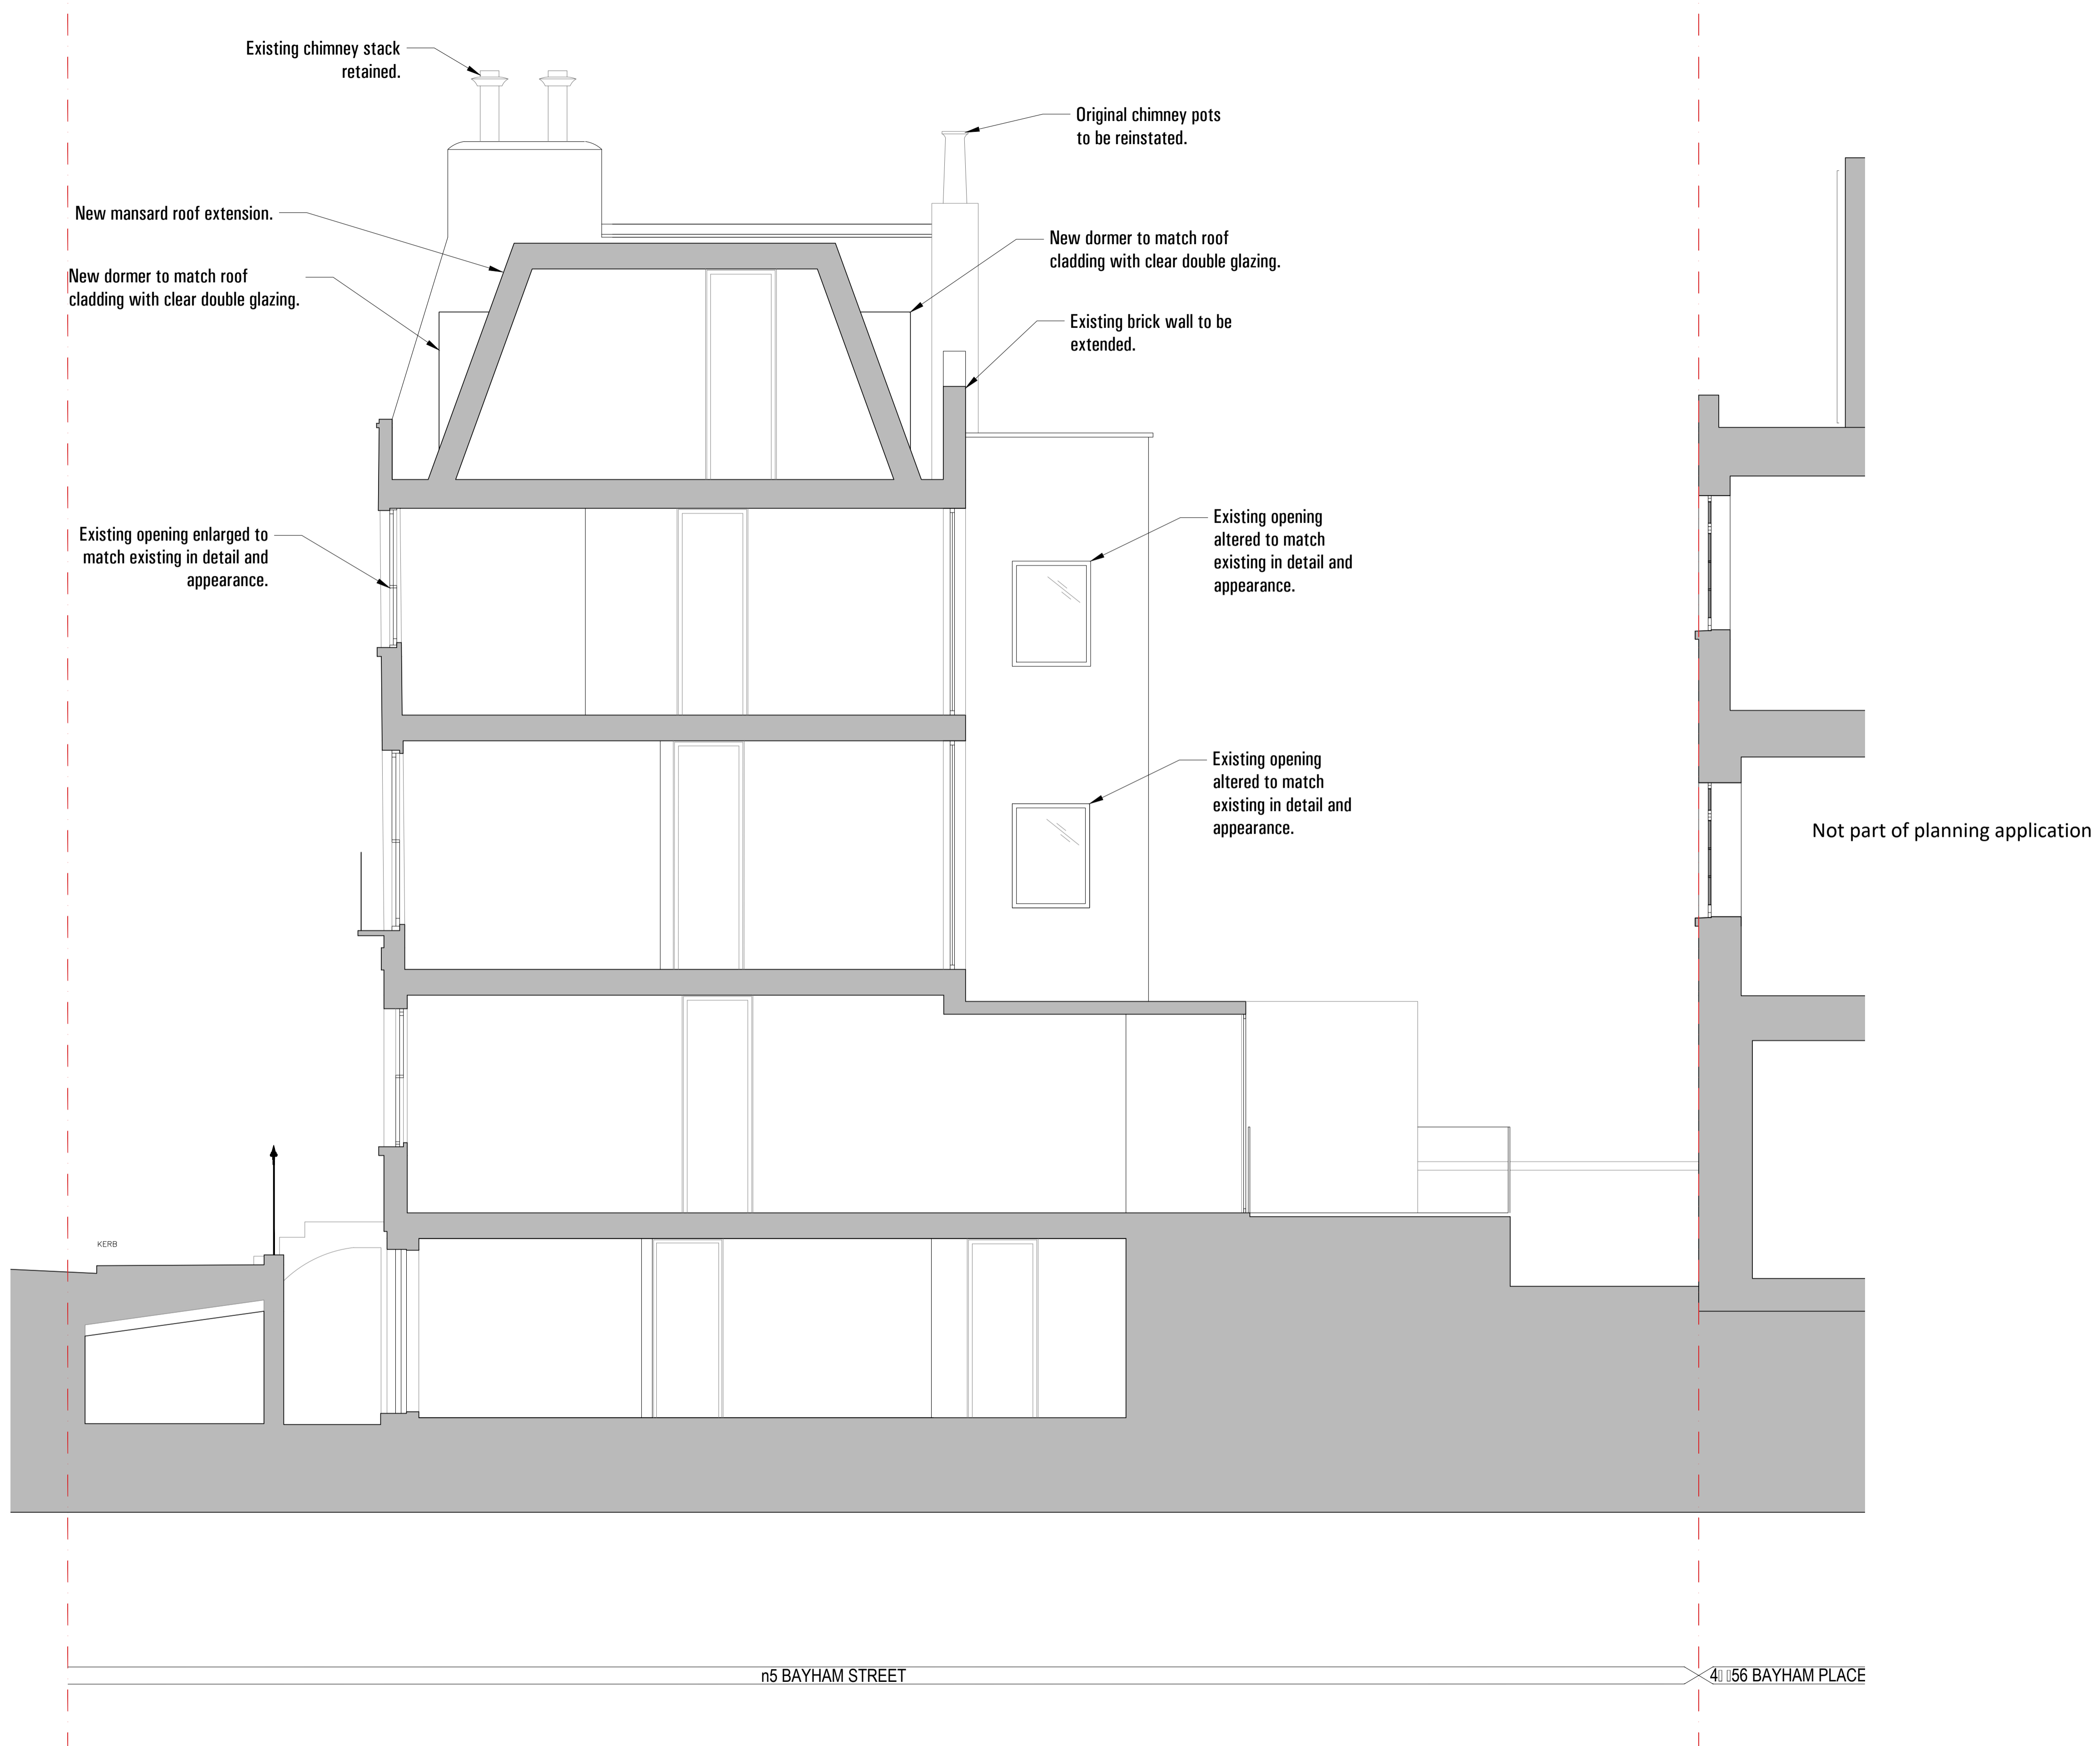 Existing chimney stack
retained.
Original chimney pots
to be reinstated.
New mansard roof extension.
New dormer to match roof
cladding with clear double glazing.
New dormer to match roof
cladding with clear double glazing.
Existing brick wall to be
extended.
Existing opening enlarged to
match existing in detail and
appearance.
Existing opening
altered to match
existing in detail and
appearance.
Existing opening
altered to match
existing in detail and
appearance.
Not part of planning application
KERB
n5 BAYHAM STREET
4▯ ▯56 BAYHAM PLACE